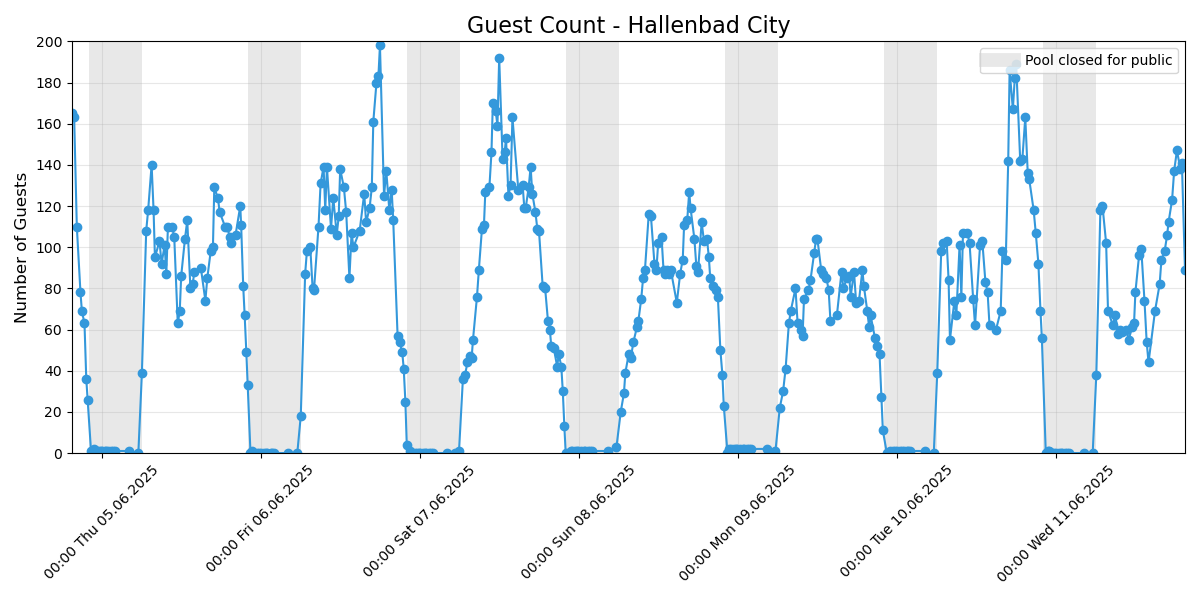 Guest Count - Hallenbad City
Pool closed for public
Number of Guests
200
180
160
140
120
100
80
60
40
20
0
00:00 Thu 05.06.2025
00:00 Fri 06.06.2025
00:00 Sat 07.06.2025
00:00 Sun 08.06.2025
00:00 Mon 09.06.2025
00:00 Tue 10.06.2025
00:00 Wed 11.06.2025